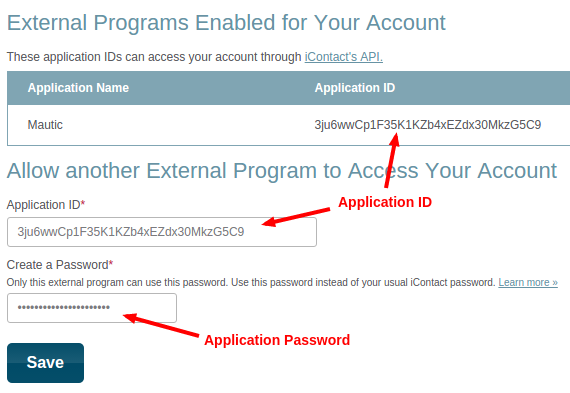 External Programs Enabled for Your Account
These application IDs can access your account through iContact's API.
Application Name Application ID
Mautic 3ju6wwCp1F35K1KZb4xEZdx30MkzG5C9
Allow another External Program to Access Your Account
Application ID
Application ID*
3ju6wwCp1F35K1KZb4xEZdx30MkzG5C9
Create a Password*
Only this external program can use this password. Use this password instead of your usual iContact password. Learn more »
••••••••••••••••••••••
Application Password
Save